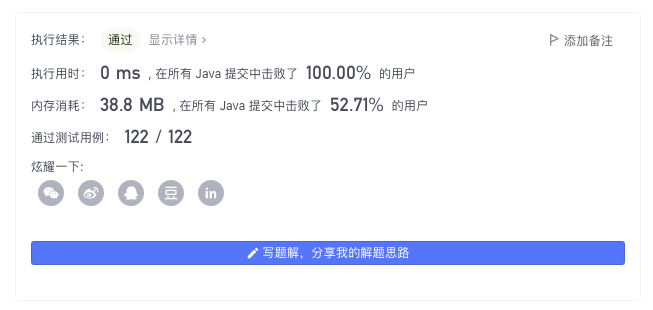 执行结果： 通过 显示详情 › 添加备注
执行用时： 0 ms , 在所有 Java 提交中击败了 100.00% 的用户
内存消耗： 38.8 MB , 在所有 Java 提交中击败了 52.71% 的用户
通过测试用例： 122 / 122
炫耀一下:
豆 in
写题解，分享我的解题思路